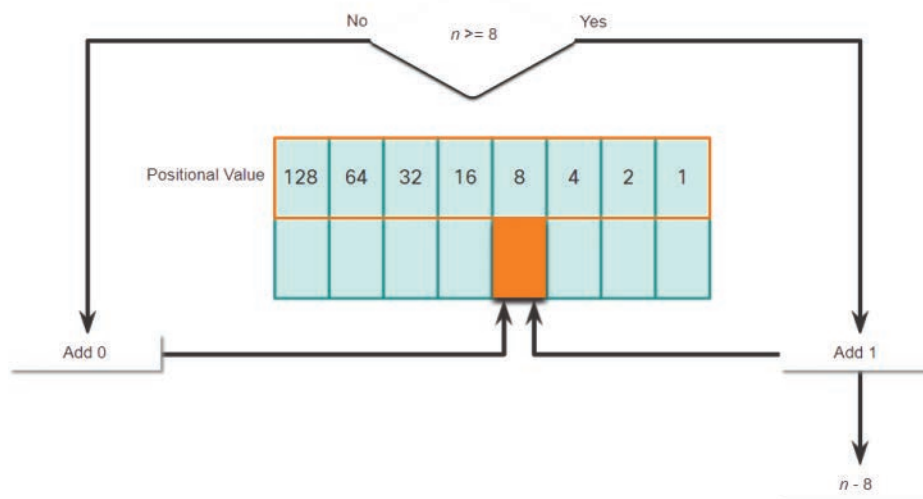 No
n >= 8
Yes
Positional Value
128 64 32 16 8 4 2 1
Add 0
Add 1
n - 8